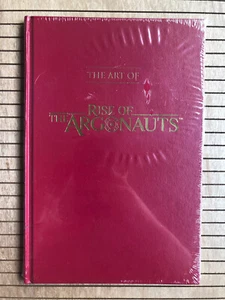 THE ART OF
RISE OF
THE ARGONAUTS